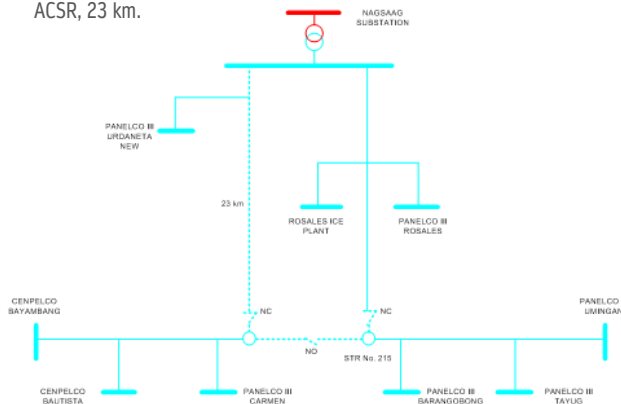 ACSR, 23 km.
NAGSAAG
SUBSTATION
PANELCO III
URDANETA
NEW
23 km
ROSALES ICE
PLANT
PANELCO III
ROSALES
CENPELCO
BAYAMBANG
NC
NC
PANELCO
UMINGAN
NO
STR No. 215
CENPELCO
BAUTISTA
PANELCO III
CARMEN
PANELCO III
BARANGOBONG
PANELCO III
TAYUG